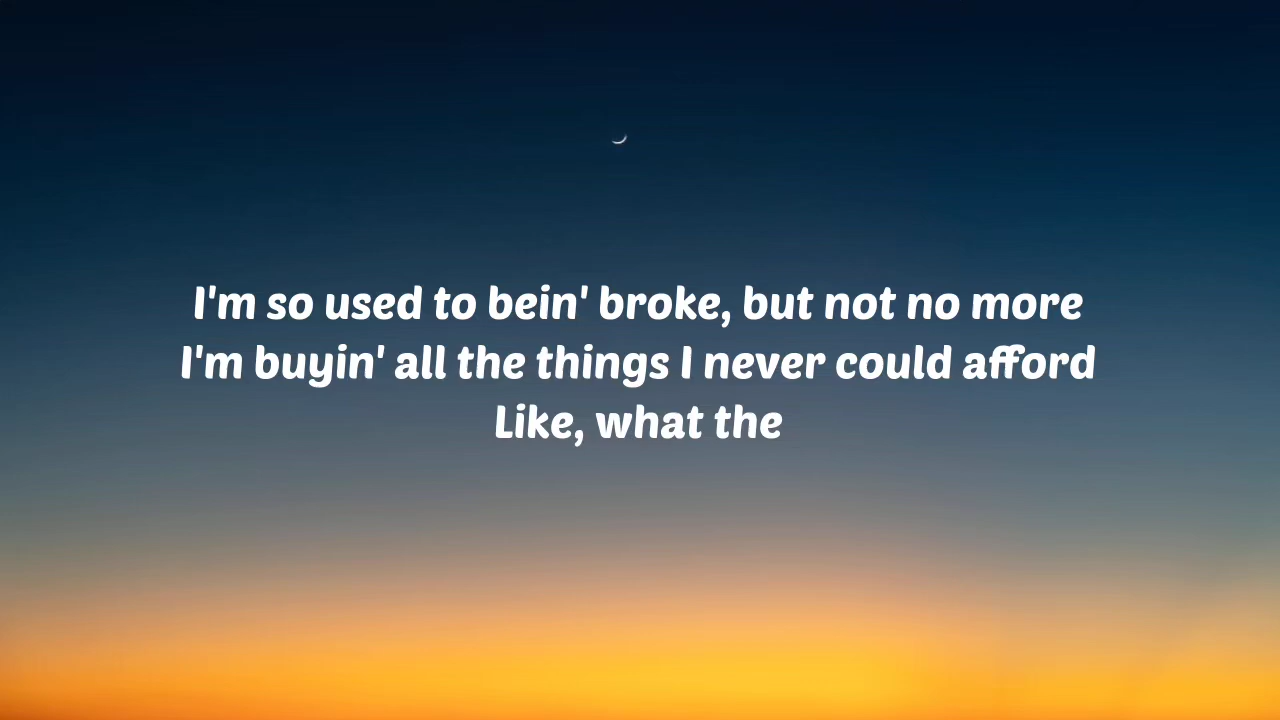 I'm so used to bein' broke, but not no more
I'm buyin' all the things I never could afford
Like, what the